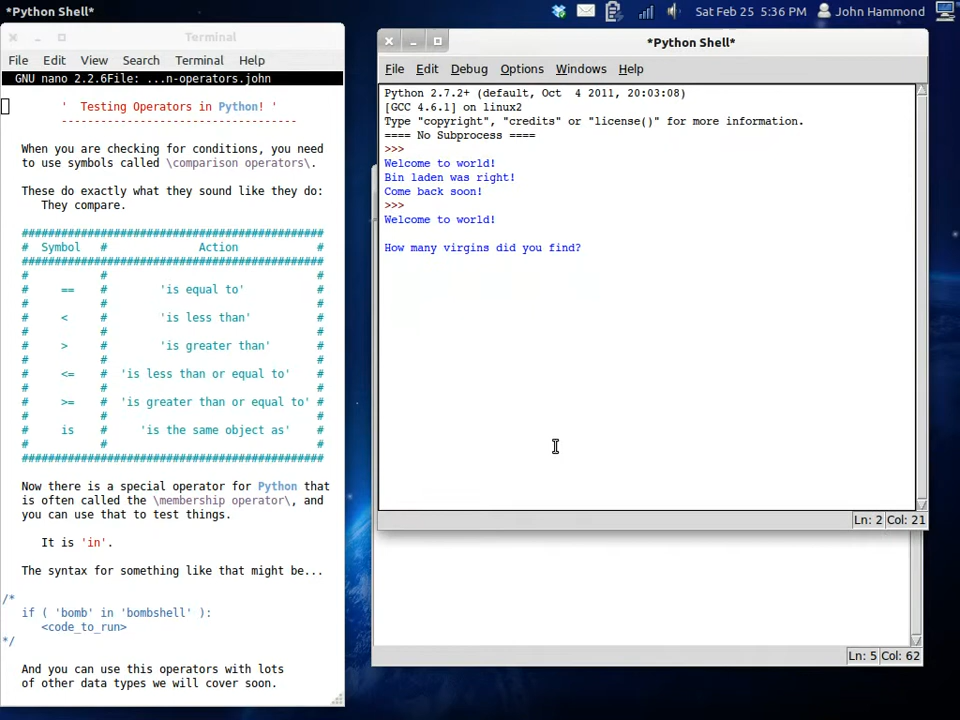 *Python Shell*
Sat Feb 25 5:36 PM John Hammond
Terminal
File Edit View Search Terminal Help
GNU nano 2.2.6File: ...n-operators.john
' Testing Operators in Python! '
------------------------------------
When you are checking for conditions, you need
to use symbols called \comparison operators\.
These do exactly what they sound like they do:
They compare.
##############################################
# Symbol # Action #
##############################################
# # #
# == # 'is equal to' #
# # #
# < # 'is less than' #
# # #
# > # 'is greater than' #
# # #
# <= # 'is less than or equal to' #
# # #
# >= # 'is greater than or equal to' #
# # #
# is # 'is the same object as' #
# # #
##############################################
Now there is a special operator for Python that
is often called the \membership operator\, and
you can use that to test things.
It is 'in'.
The syntax for something like that might be...
/*
if ( 'bomb' in 'bombshell' ):
<code_to_run>
*/
And you can use this operators with lots
of other data types we will cover soon.
*Python Shell*
File Edit Debug Options Windows Help
Python 2.7.2+ (default, Oct  4 2011, 20:03:08)
[GCC 4.6.1] on linux2
Type "copyright", "credits" or "license()" for more information.
==== No Subprocess ====
>>>
Welcome to world!
Bin laden was right!
Come back soon!
>>>
Welcome to world!
How many virgins did you find?
Ln: 2 Col: 21
Ln: 5 Col: 62